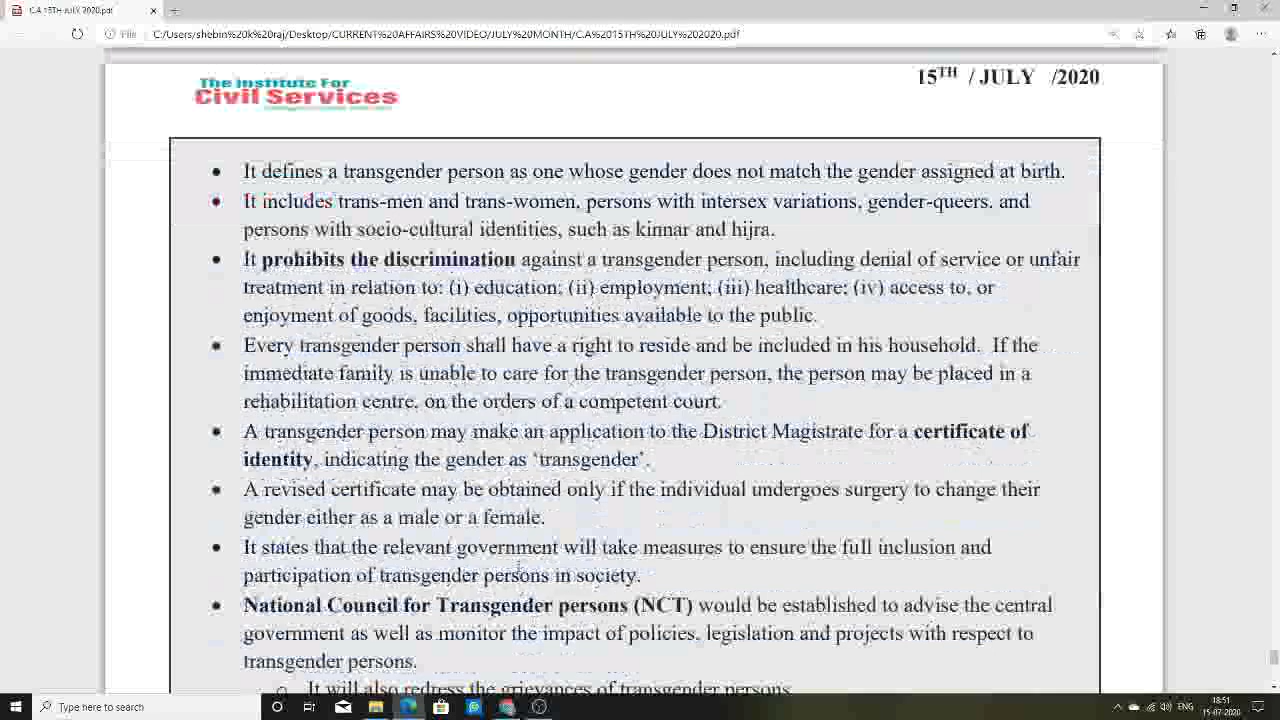 C.A 15TH JULY 2020.pdf
File
C:/Users/shebin%20k%20raj/Desktop/CURRENT%20AFFAIRS%20VIDEO/JULY%20MONTH/C.A%2015TH%20JULY%202020.pdf
The Institute For
Civil Services
15TH / JULY /2020
• It defines a transgender person as one whose gender does not match the gender assigned at birth.
• It includes trans-men and trans-women, persons with intersex variations, gender-queers, and
persons with socio-cultural identities, such as kinnar and hijra.
• It prohibits the discrimination against a transgender person, including denial of service or unfair
treatment in relation to: (i) education; (ii) employment; (iii) healthcare; (iv) access to, or
enjoyment of goods, facilities, opportunities available to the public.
• Every transgender person shall have a right to reside and be included in his household. If the
immediate family is unable to care for the transgender person, the person may be placed in a
rehabilitation centre, on the orders of a competent court.
• A transgender person may make an application to the District Magistrate for a certificate of
identity, indicating the gender as ‘transgender’.
• A revised certificate may be obtained only if the individual undergoes surgery to change their
gender either as a male or a female.
• It states that the relevant government will take measures to ensure the full inclusion and
participation of transgender persons in society.
• National Council for Transgender persons (NCT) would be established to advise the central
government as well as monitor the impact of policies, legislation and projects with respect to
transgender persons.
o It will also redress the grievances of transgender persons.
Type here to search
ENG
18:51
15-07-2020